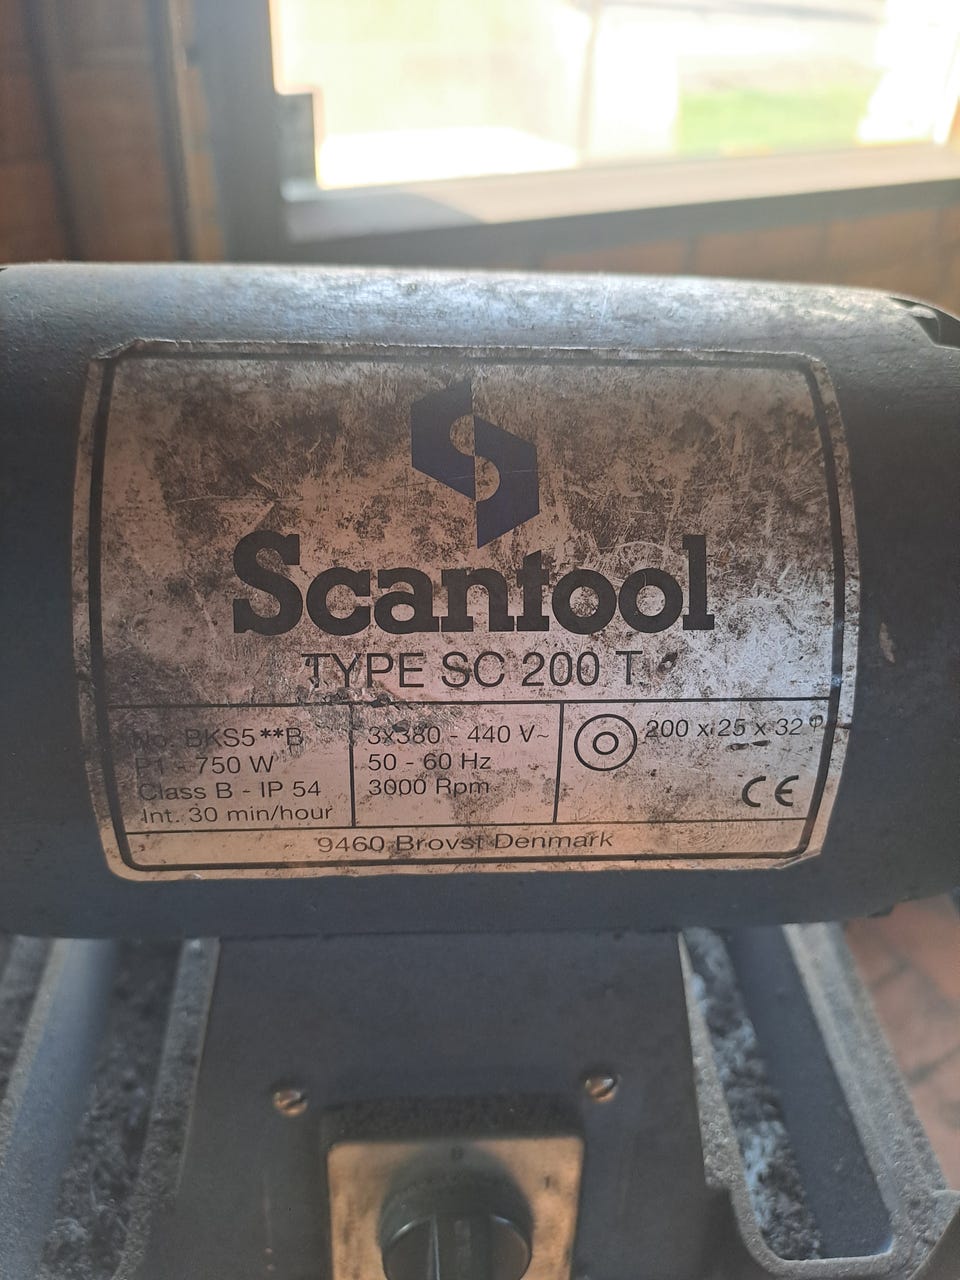 Scantool
TYPE SC 200 T
No. BKS5**B
P1 - 750 W
Class B - IP 54
Int. 30 min/hour
3x380 - 440 V~
50 - 60 Hz
3000 Rpm
200 x 25 x 32 Φ
CE
9460 Brovst Denmark